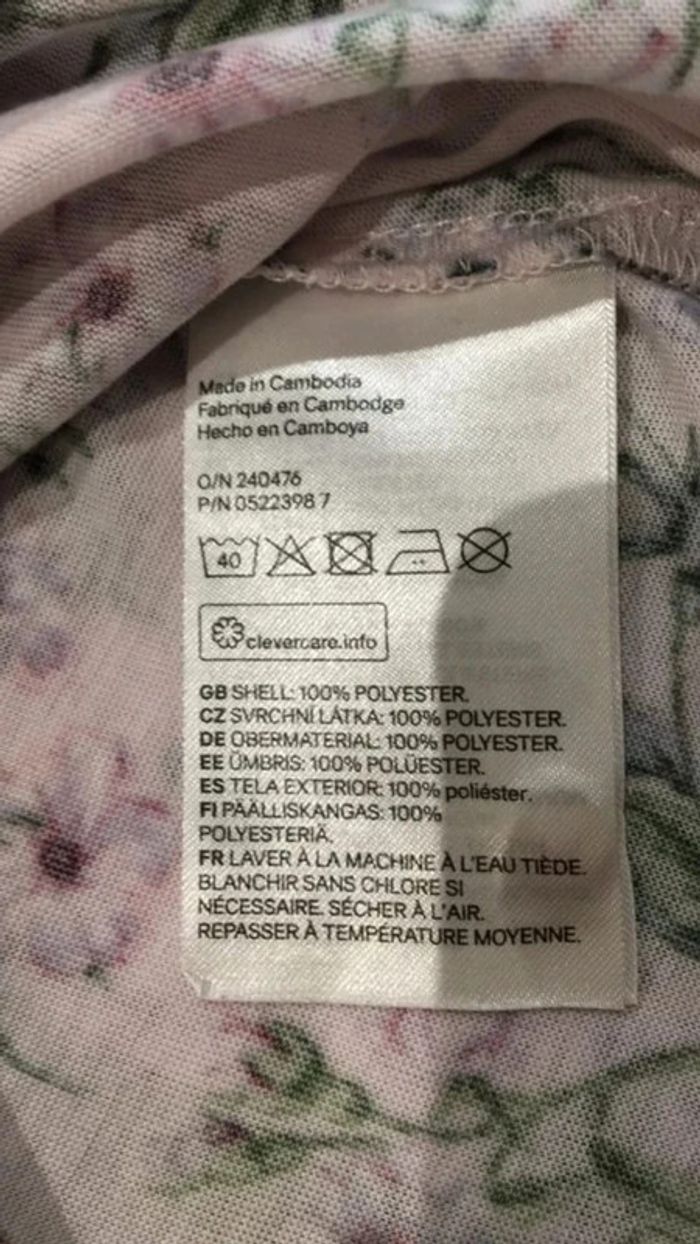 Made in Cambodia
Fabriqué en Cambodge
Hecho en Camboya
O/N 240476
P/N 0522398 7
40
clevercare.info
GB SHELL: 100% POLYESTER.
CZ SVRCHNÍ LÁTKA: 100% POLYESTER.
DE OBERMATERIAL: 100% POLYESTER.
EE ÜMBRIS: 100% POLÜESTER.
ES TELA EXTERIOR: 100% poliéster.
FI PÄÄLLISKANGAS: 100%
POLYESTERIÄ.
FR LAVER À LA MACHINE À L'EAU TIÈDE.
BLANCHIR SANS CHLORE SI
NÉCESSAIRE. SÉCHER À L'AIR.
REPASSER À TEMPÉRATURE MOYENNE.